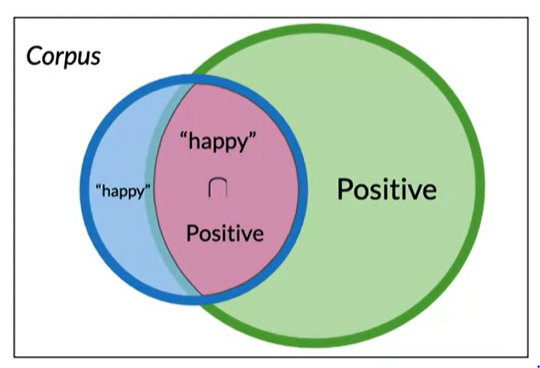 Corpus
“happy”
“happy”
∩
Positive
Positive